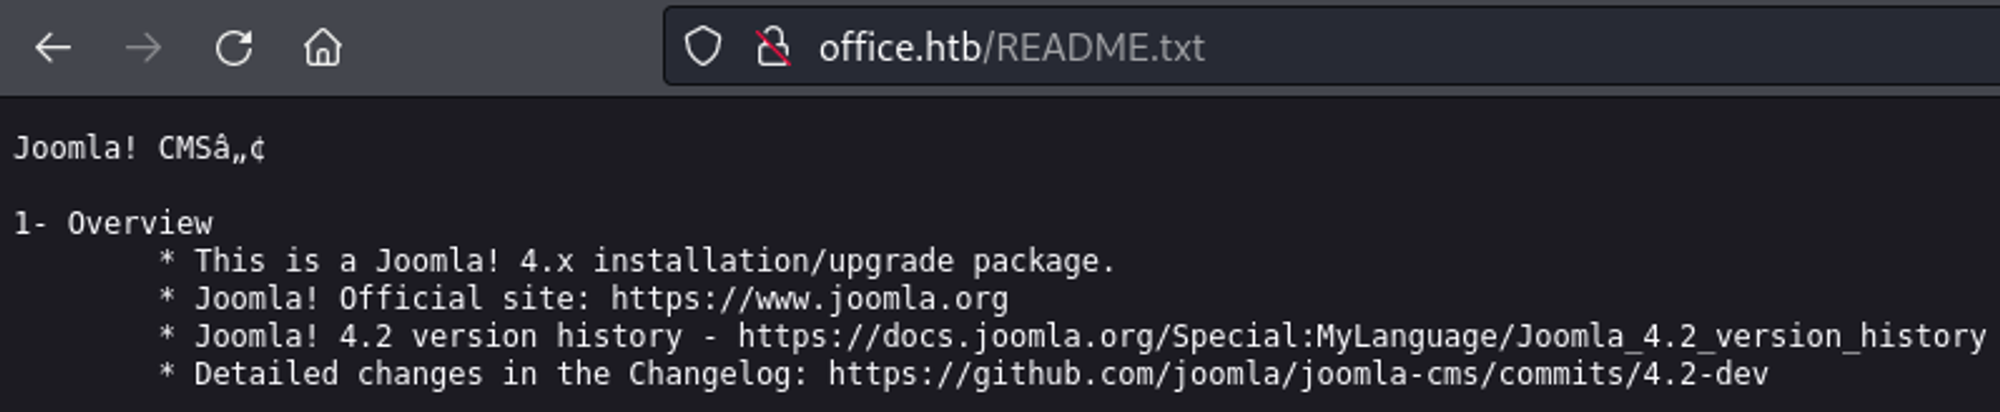 office.htb/README.txt
Joomla! CMSâ„¢
1- Overview
* This is a Joomla! 4.x installation/upgrade package.
* Joomla! Official site: https://www.joomla.org
* Joomla! 4.2 version history - https://docs.joomla.org/Special:MyLanguage/Joomla_4.2_version_history
* Detailed changes in the Changelog: https://github.com/joomla/joomla-cms/commits/4.2-dev